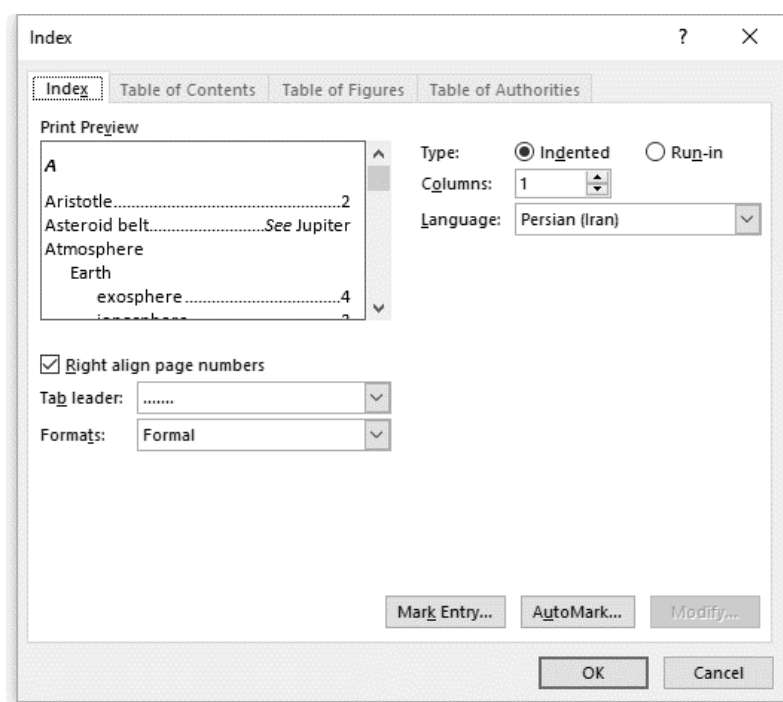 Index
Index Table of Contents Table of Figures Table of Authorities
Print Preview
A
Aristotle..............................................2
Asteroid belt.......................See Jupiter
Atmosphere
Earth
exosphere................................4
ionosphere
Type: Indented Run-in
Columns: 1
Language: Persian (Iran)
Right align page numbers
Tab leader: .......
Formats: Formal
Mark Entry... AutoMark... Modify...
OK Cancel